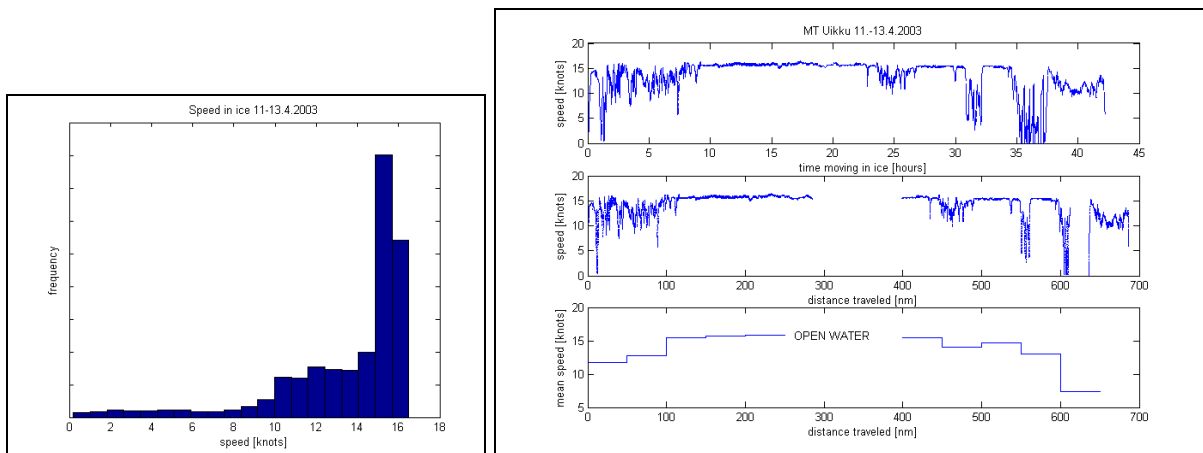 Speed in ice 11-13.4.2003
frequency
0 2 4 6 8 10 12 14 16 18
speed [knots]
MT Uikku 11.-13.4.2003
20
15
10
5
0
speed [knots]
0 5 10 15 20 25 30 35 40 45
time moving in ice [hours]
20
15
10
5
0
speed [knots]
0 100 200 300 400 500 600 700
distance traveled [nm]
20
15
10
5
mean speed [knots]
OPEN WATER
0 100 200 300 400 500 600 700
distance traveled [nm]